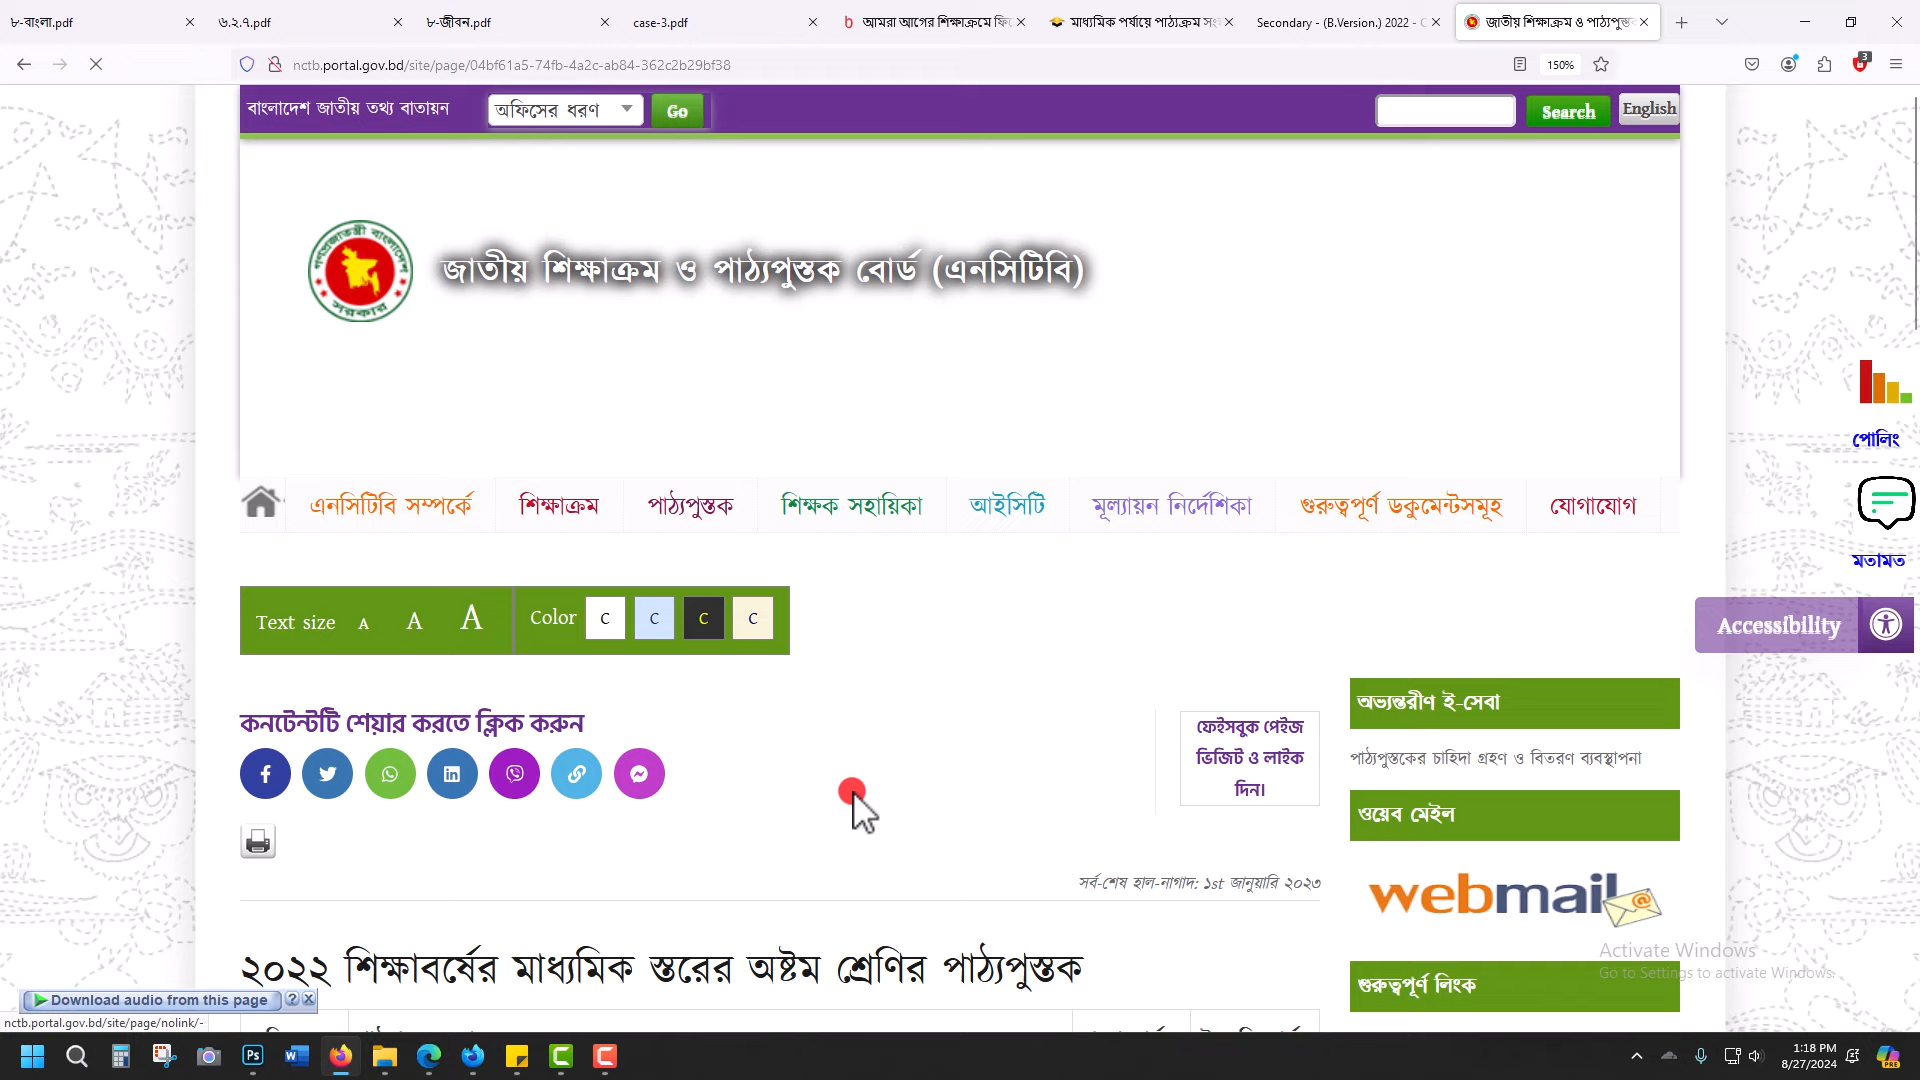 ৮-বাংলা.pdf
৬.২.৭.pdf
৮-জীবন.pdf
case-3.pdf
আমরা আগের শিক্ষাক্রমে ফি
মাধ্যমিক পর্যায়ে পাঠ্যক্রম সং
Secondary - (B.Version.) 2022 - C
জাতীয় শিক্ষাক্রম ও পাঠ্যপুস্ত
nctb.portal.gov.bd/site/page/04bf61a5-74fb-4a2c-ab84-362c2b29bf38
150%
3
বাংলাদেশ জাতীয় তথ্য বাতায়ন
অফিসের ধরণ
Go
Search
English
গণপ্রজাতন্ত্রী বাংলাদেশ
সরকার
জাতীয় শিক্ষাক্রম ও পাঠ্যপুস্তক বোর্ড (এনসিটিবি)
পোলিং
এনসিটিবি সম্পর্কে
শিক্ষাক্রম
পাঠ্যপুস্তক
শিক্ষক সহায়িকা
আইসিটি
মূল্যায়ন নির্দেশিকা
গুরুত্বপূর্ণ ডকুমেন্টসমূহ
যোগাযোগ
মতামত
Text size A A A
Color C C C C
Accessibility
কনটেন্টটি শেয়ার করতে ক্লিক করুন
ফেইসবুক পেইজ
ভিজিট ও লাইক
দিন।
অভ্যন্তরীণ ই-সেবা
পাঠ্যপুস্তকের চাহিদা গ্রহণ ও বিতরণ ব্যবস্থাপনা
ওয়েব মেইল
সর্ব-শেষ হাল-নাগাদ: ১st জানুয়ারি ২০২৩
webmail
২০২২ শিক্ষাবর্ষের মাধ্যমিক স্তরের অষ্টম শ্রেণির পাঠ্যপুস্তক
Activate Windows
Go to Settings to activate Windows.
গুরুত্বপূর্ণ লিংক
Download audio from this page
nctb.portal.gov.bd/site/page/nolink/-
1:18 PM
8/27/2024